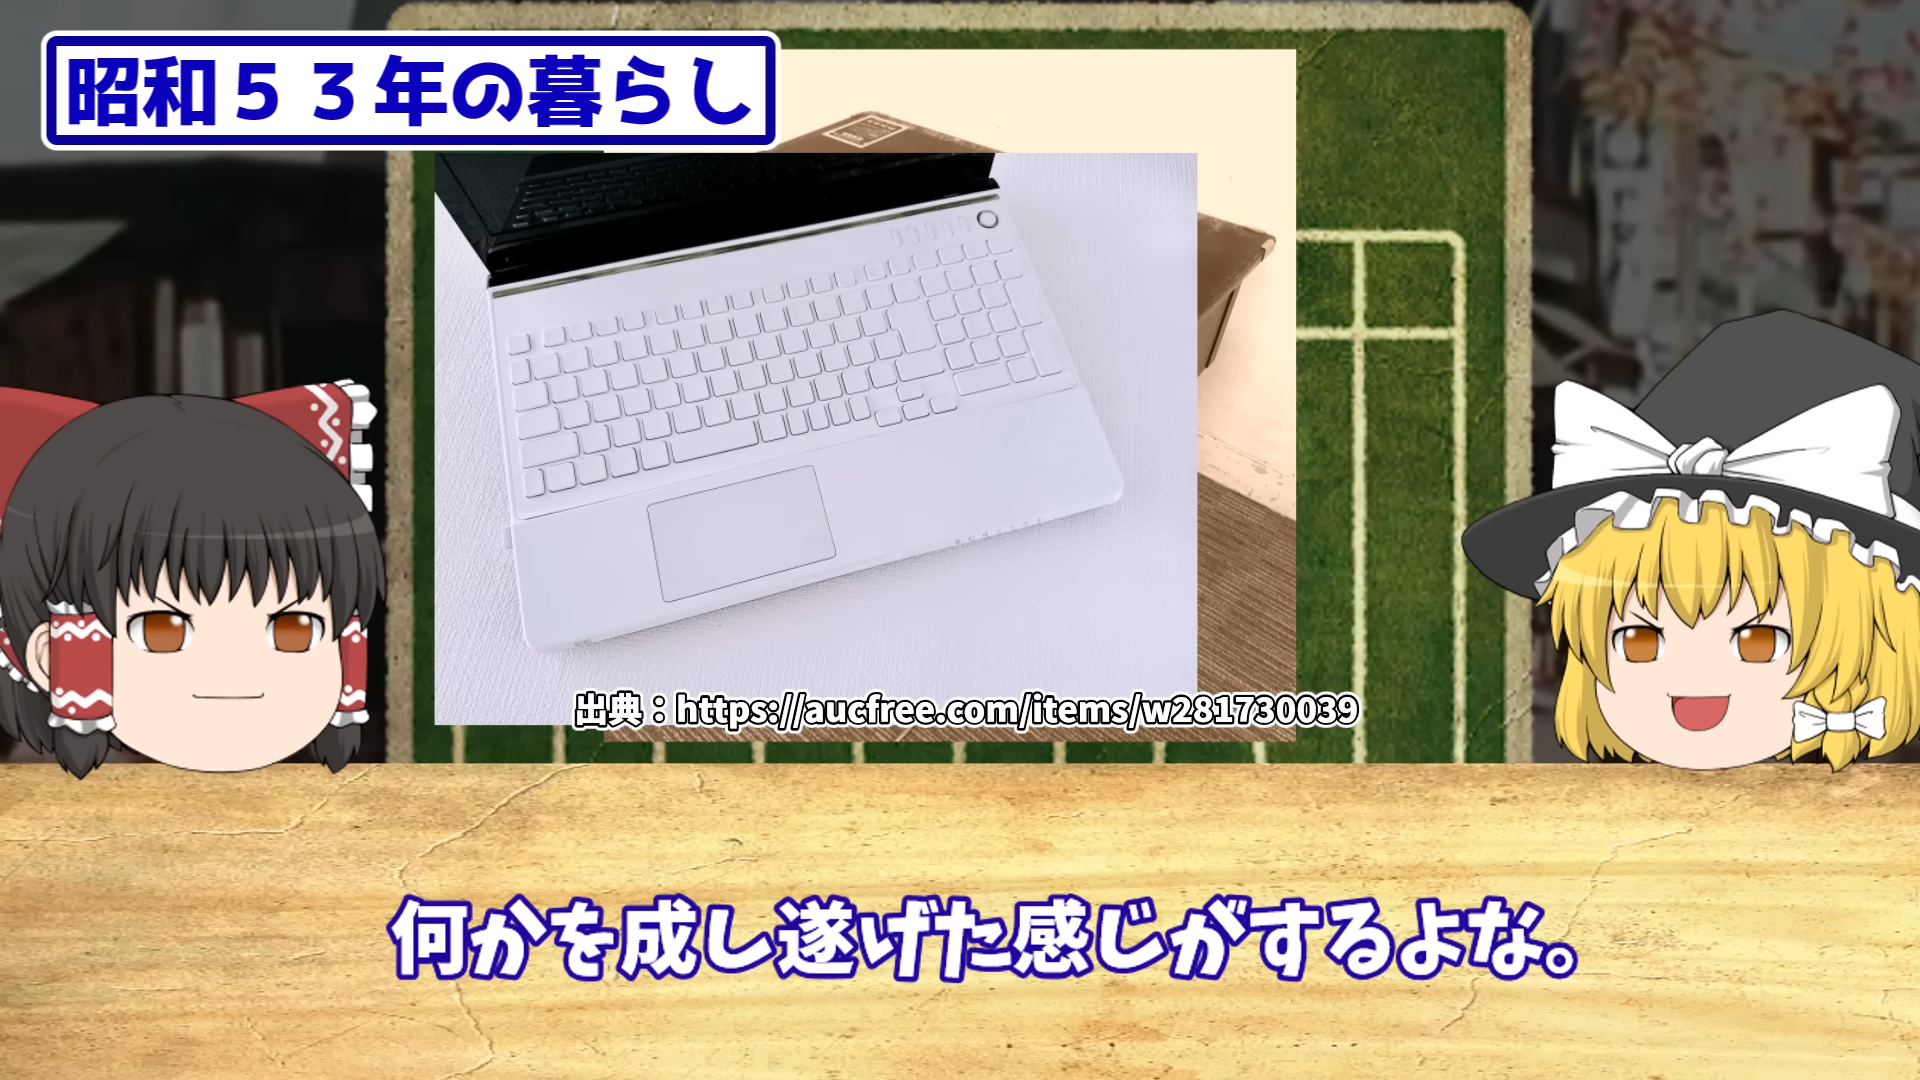 昭和５３年の暮らし
出典：https://aucfree.com/items/w281730039
何かを成し遂げた感じがするよな。